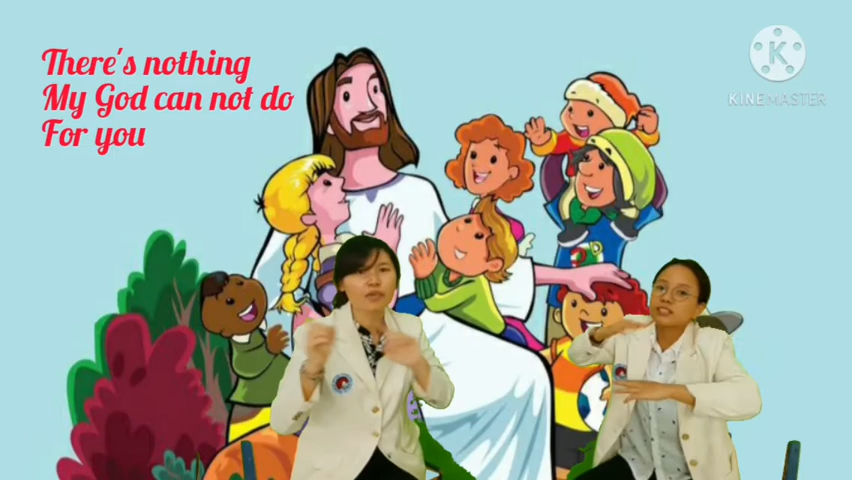 There's nothing
My God can not do
For you
K
KINEMASTER